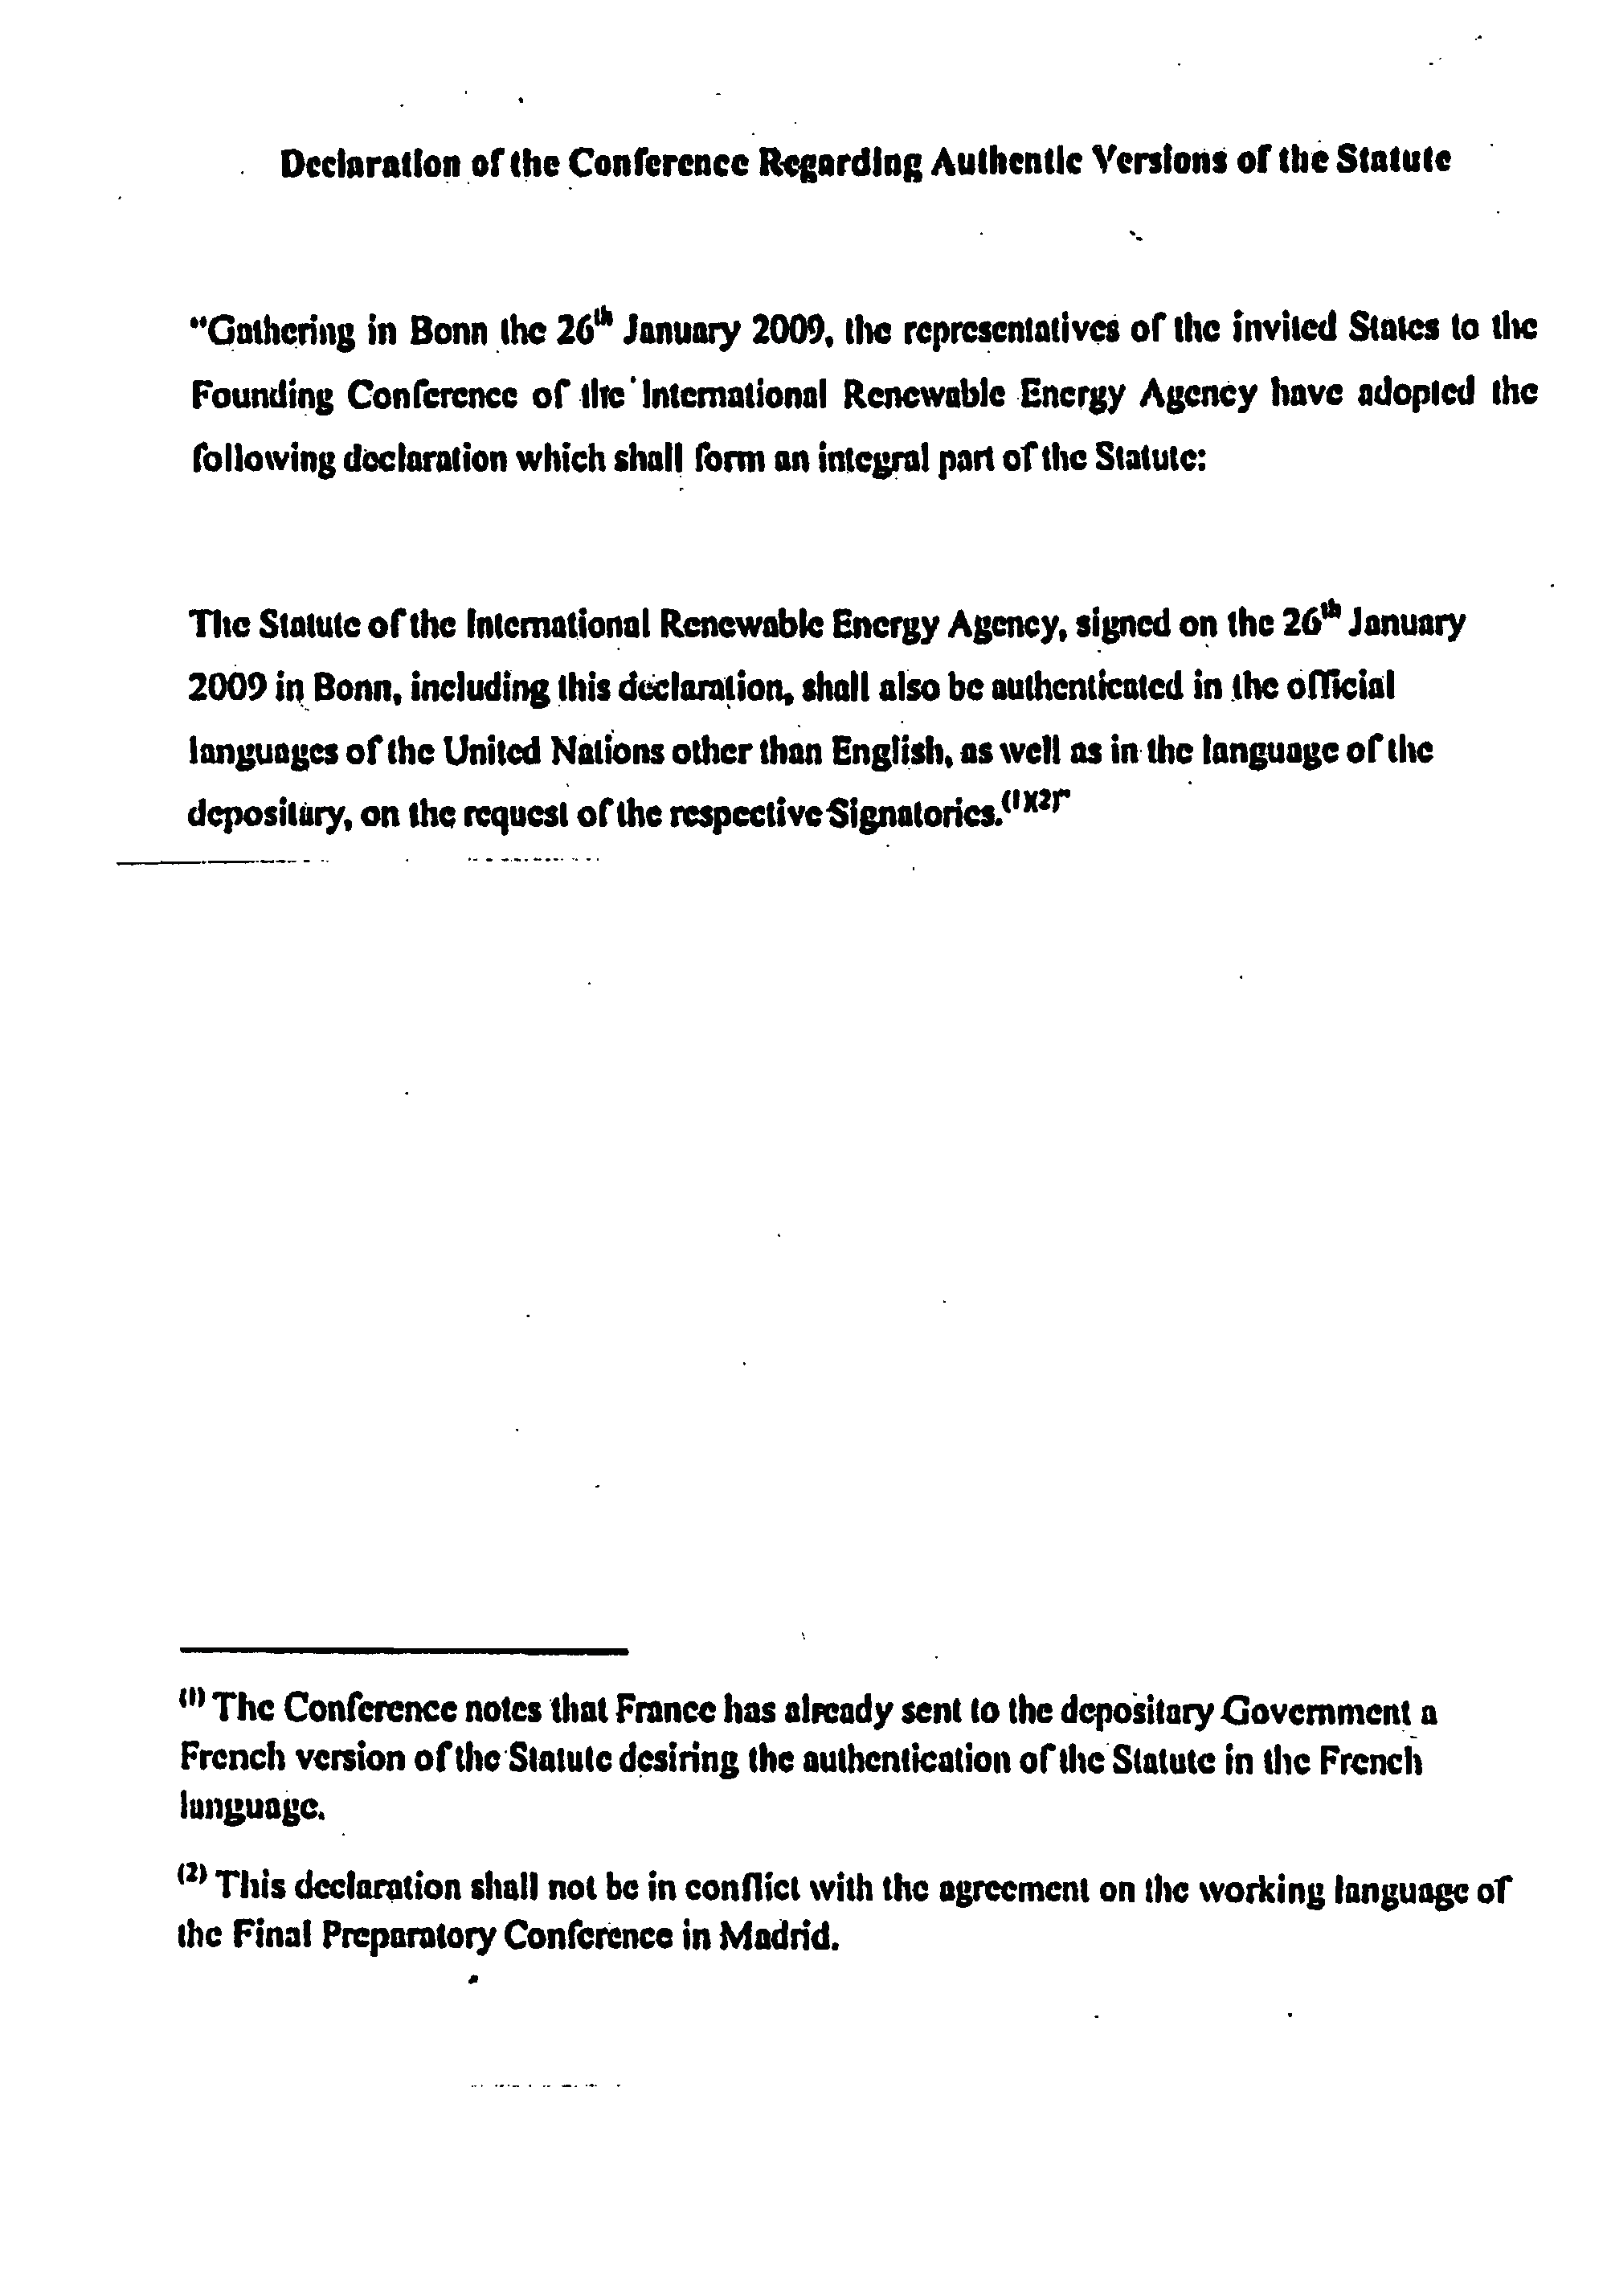 Declaration of the Conference Regarding Authentic Versions of the Statute
“Gathering in Bonn the 26th January 2009, the representatives of the invited States to the
Founding Conference of the International Renewable Energy Agency have adopted the
following declaration which shall form an integral part of the Statute:
The Statute of the International Renewable Energy Agency, signed on the 26th January
2009 in Bonn, including this declaration, shall also be authenticated in the official
languages of the United Nations other than English, as well as in the language of the
depositary, on the request of the respective Signatories.(1)(2)”
(1) The Conference notes that France has already sent to the depositary Government a
French version of the Statute desiring the authentication of the Statute in the French
language.
(2) This declaration shall not be in conflict with the agreement on the working language of
the Final Preparatory Conference in Madrid.